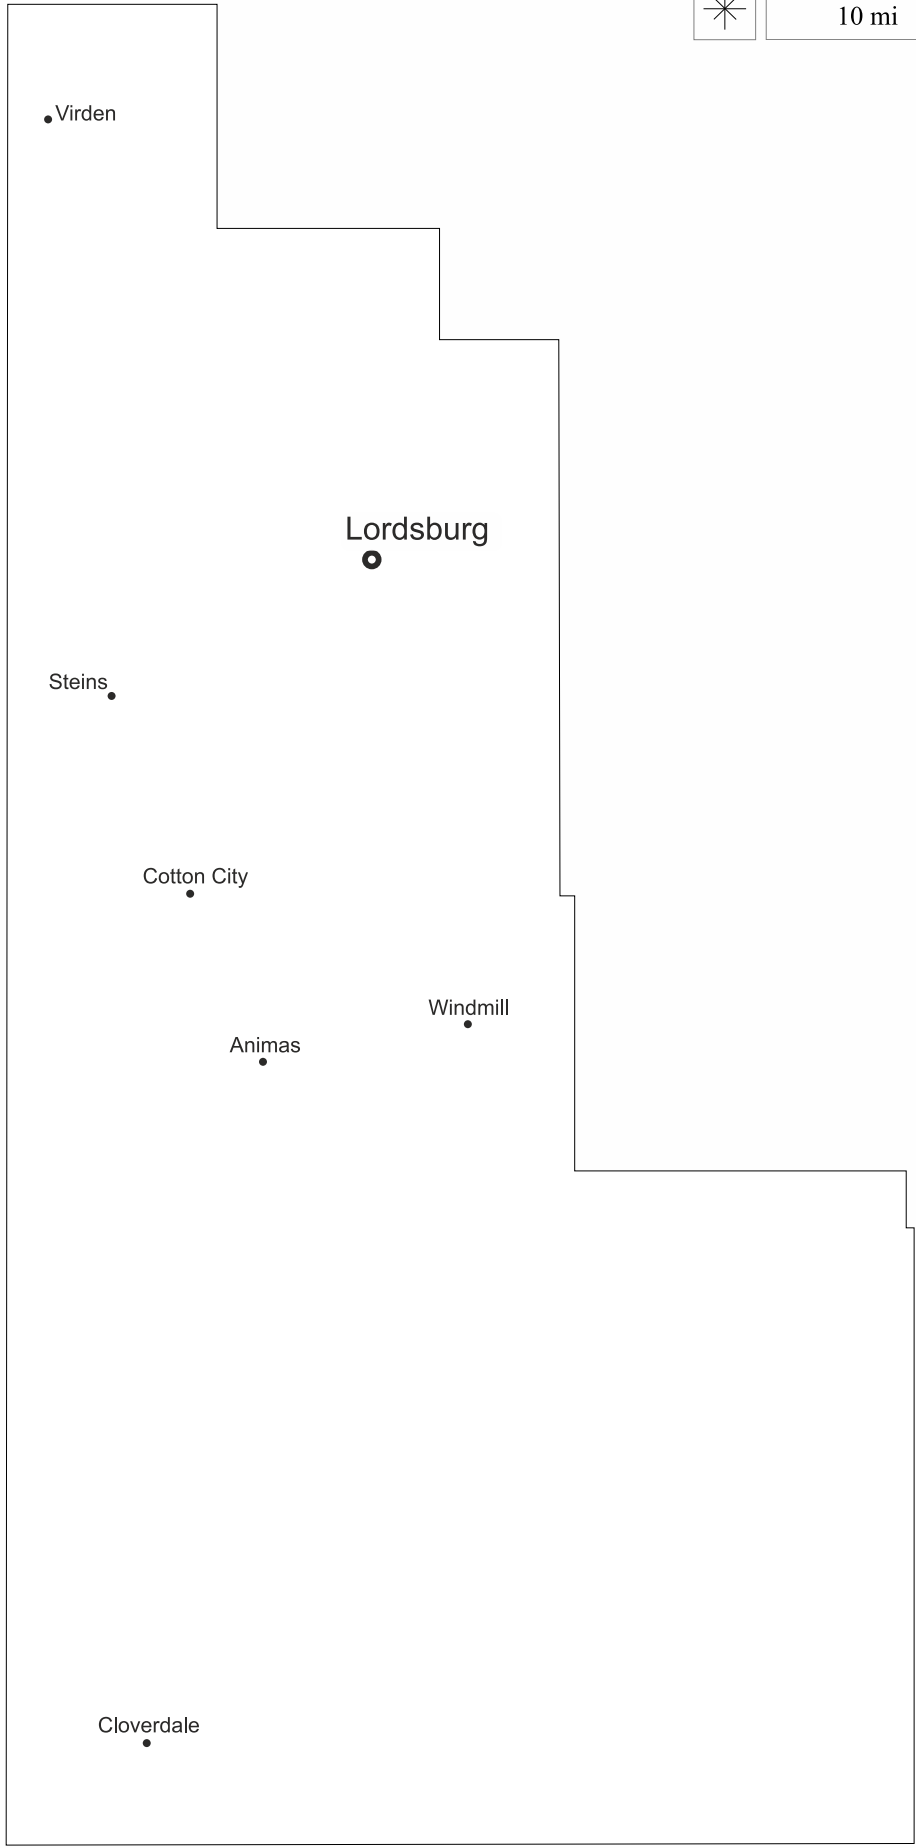 10 mi
Virden
Lordsburg
Steins
Cotton City
Windmill
Animas
Cloverdale